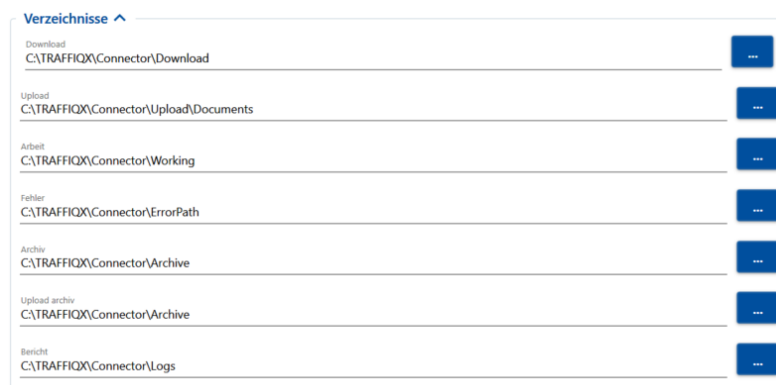 Verzeichnisse
Download
C:\TRAFFIQX\Connector\Download
...
Upload
C:\TRAFFIQX\Connector\Upload\Documents
...
Arbeit
C:\TRAFFIQX\Connector\Working
...
Fehler
C:\TRAFFIQX\Connector\ErrorPath
...
Archiv
C:\TRAFFIQX\Connector\Archive
...
Upload archiv
C:\TRAFFIQX\Connector\Archive
...
Bericht
C:\TRAFFIQX\Connector\Logs
...